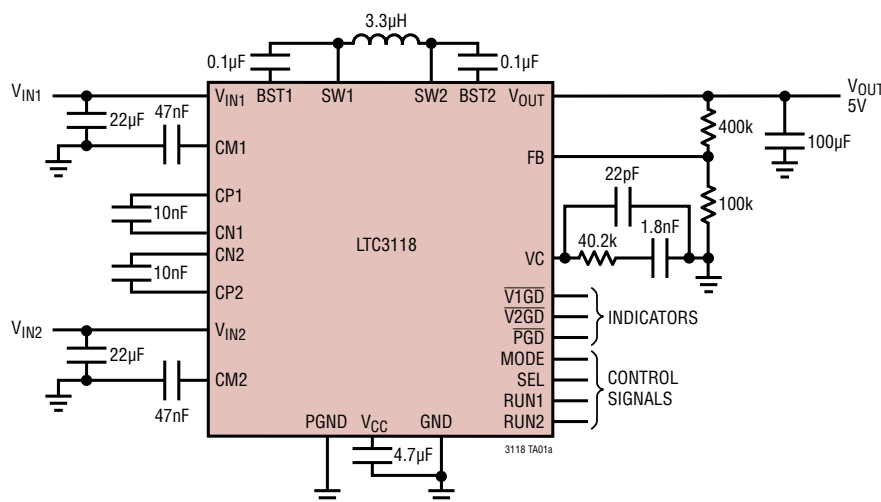 3.3µH
0.1µF
0.1µF
VIN1
VIN1
BST1
SW1
SW2
BST2
VOUT
VOUT
5V
22µF
47nF
CM1
400k
100µF
FB
CP1
10nF
CN1
CN2
10nF
CP2
LTC3118
22pF
100k
1.8nF
40.2k
VC
V1GD
V2GD
PGD
INDICATORS
VIN2
VIN2
22µF
CM2
47nF
MODE
SEL
RUN1
RUN2
CONTROL
SIGNALS
PGND
VCC
GND
3118 TA01a
4.7µF